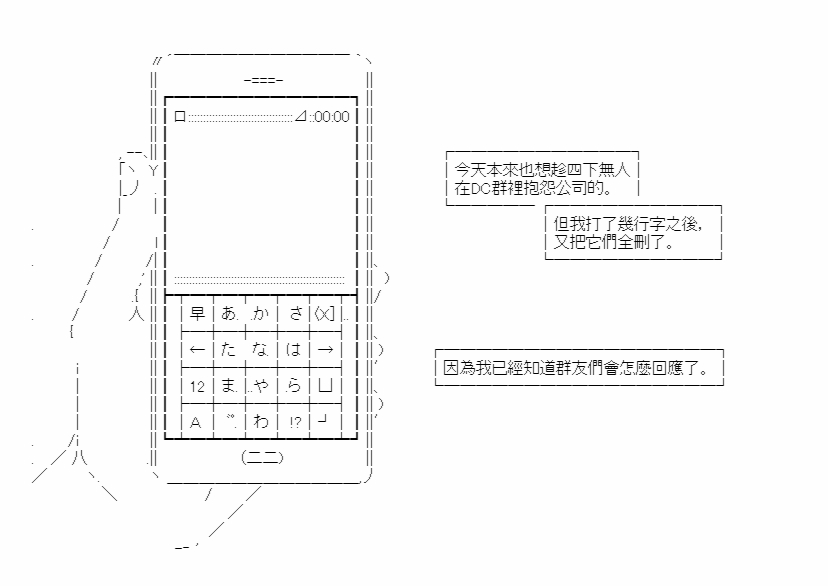 00:00
今天本來也想趁四下無人
在DC群裡抱怨公司的。
但我打了幾行字之後，
又把它們全刪了。
早 あ. .か さ 〈X]
← た な. は →
因為我已經知道群友們會怎麼回應了。
12 ま. ..や .ら 凵
A ゛゜. わ !? ┘